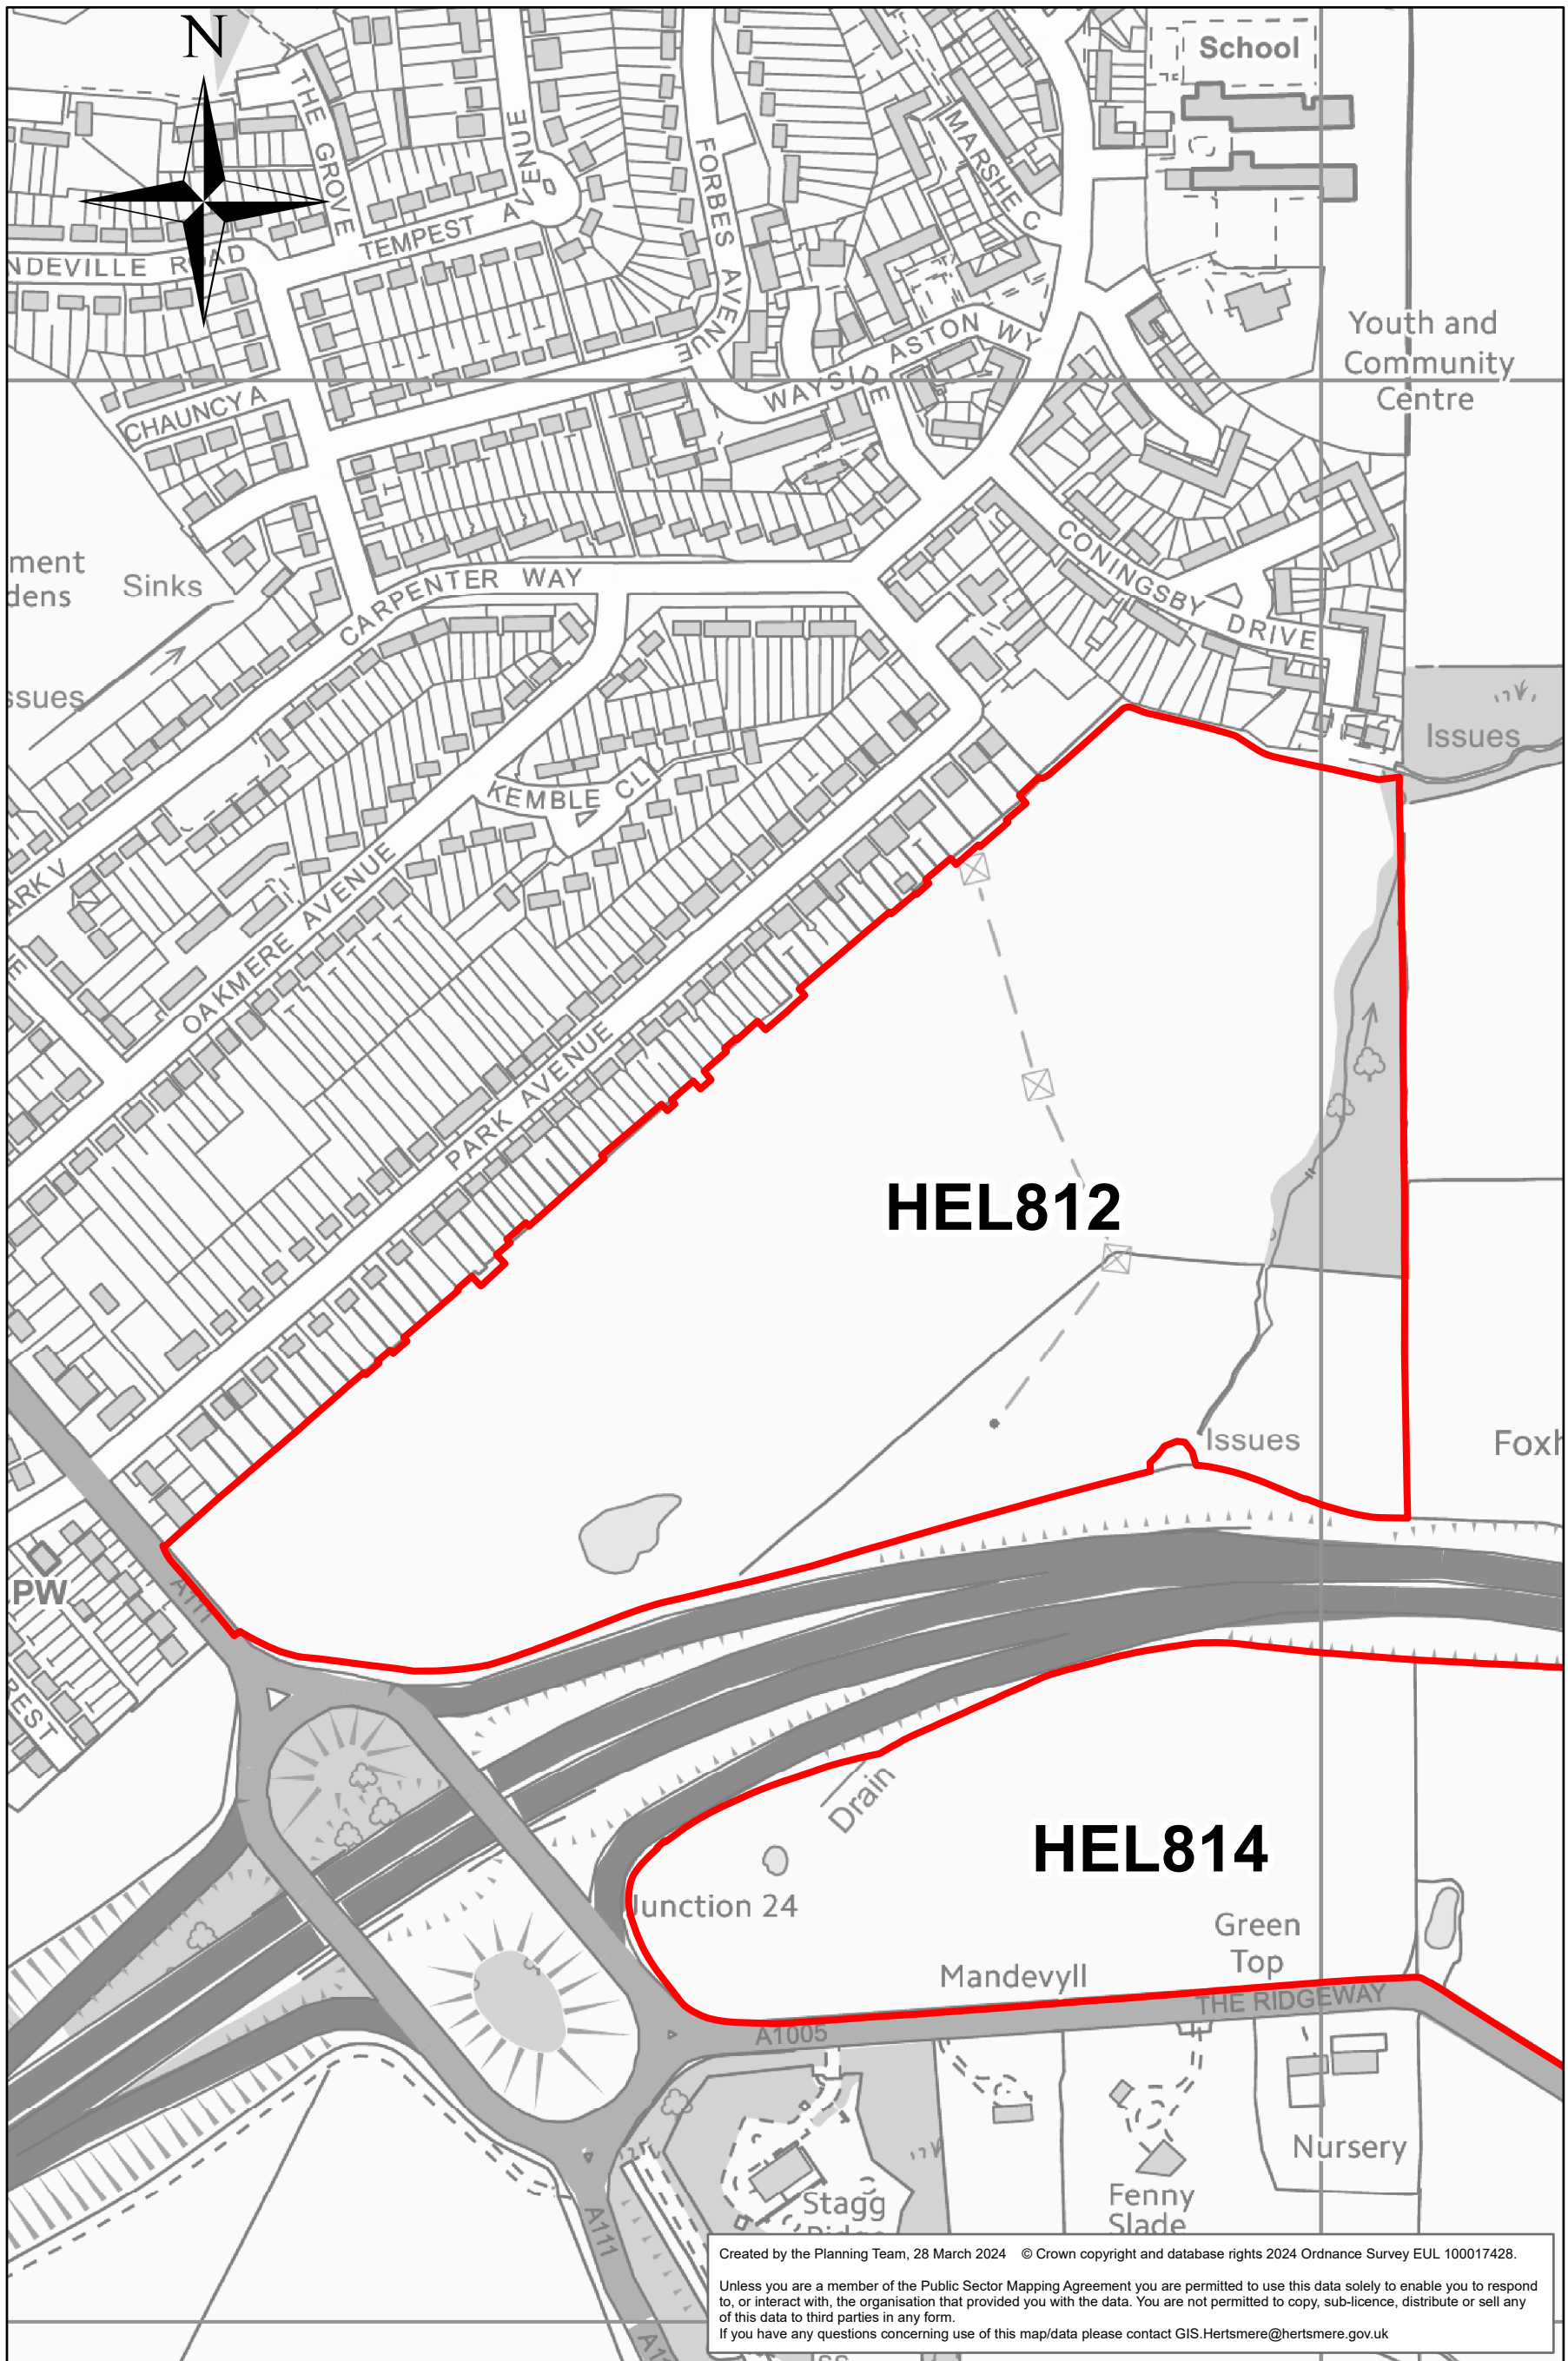 N
School
THE GROVE
AVENUE
TEMPEST
FORBES AVENUE
MARSHE C
NDEVILLE ROAD
Youth and
Community
Centre
ASTON WY
WAYSIDE
CHAUNCY A
CONINGSBY DRIVE
ment
dens
Sinks
CARPENTER WAY
ssues
Issues
KEMBLE CL
ARK V
OAKMERE AVENUE
PARK AVENUE
HEL812
Issues
Foxh
PW
A111
REST
Drain
HEL814
Junction 24
Green
Top
Mandevyll
THE RIDGEWAY
A1005
Nursery
Stagg
Fenny
Slade
A111
Created by the Planning Team, 28 March 2024 © Crown copyright and database rights 2024 Ordnance Survey EUL 100017428.
Unless you are a member of the Public Sector Mapping Agreement you are permitted to use this data solely to enable you to respond
to, or interact with, the organisation that provided you with the data. You are not permitted to copy, sub-licence, distribute or sell any
of this data to third parties in any form.
If you have any questions concerning use of this map/data please contact GIS.Hertsmere@hertsmere.gov.uk